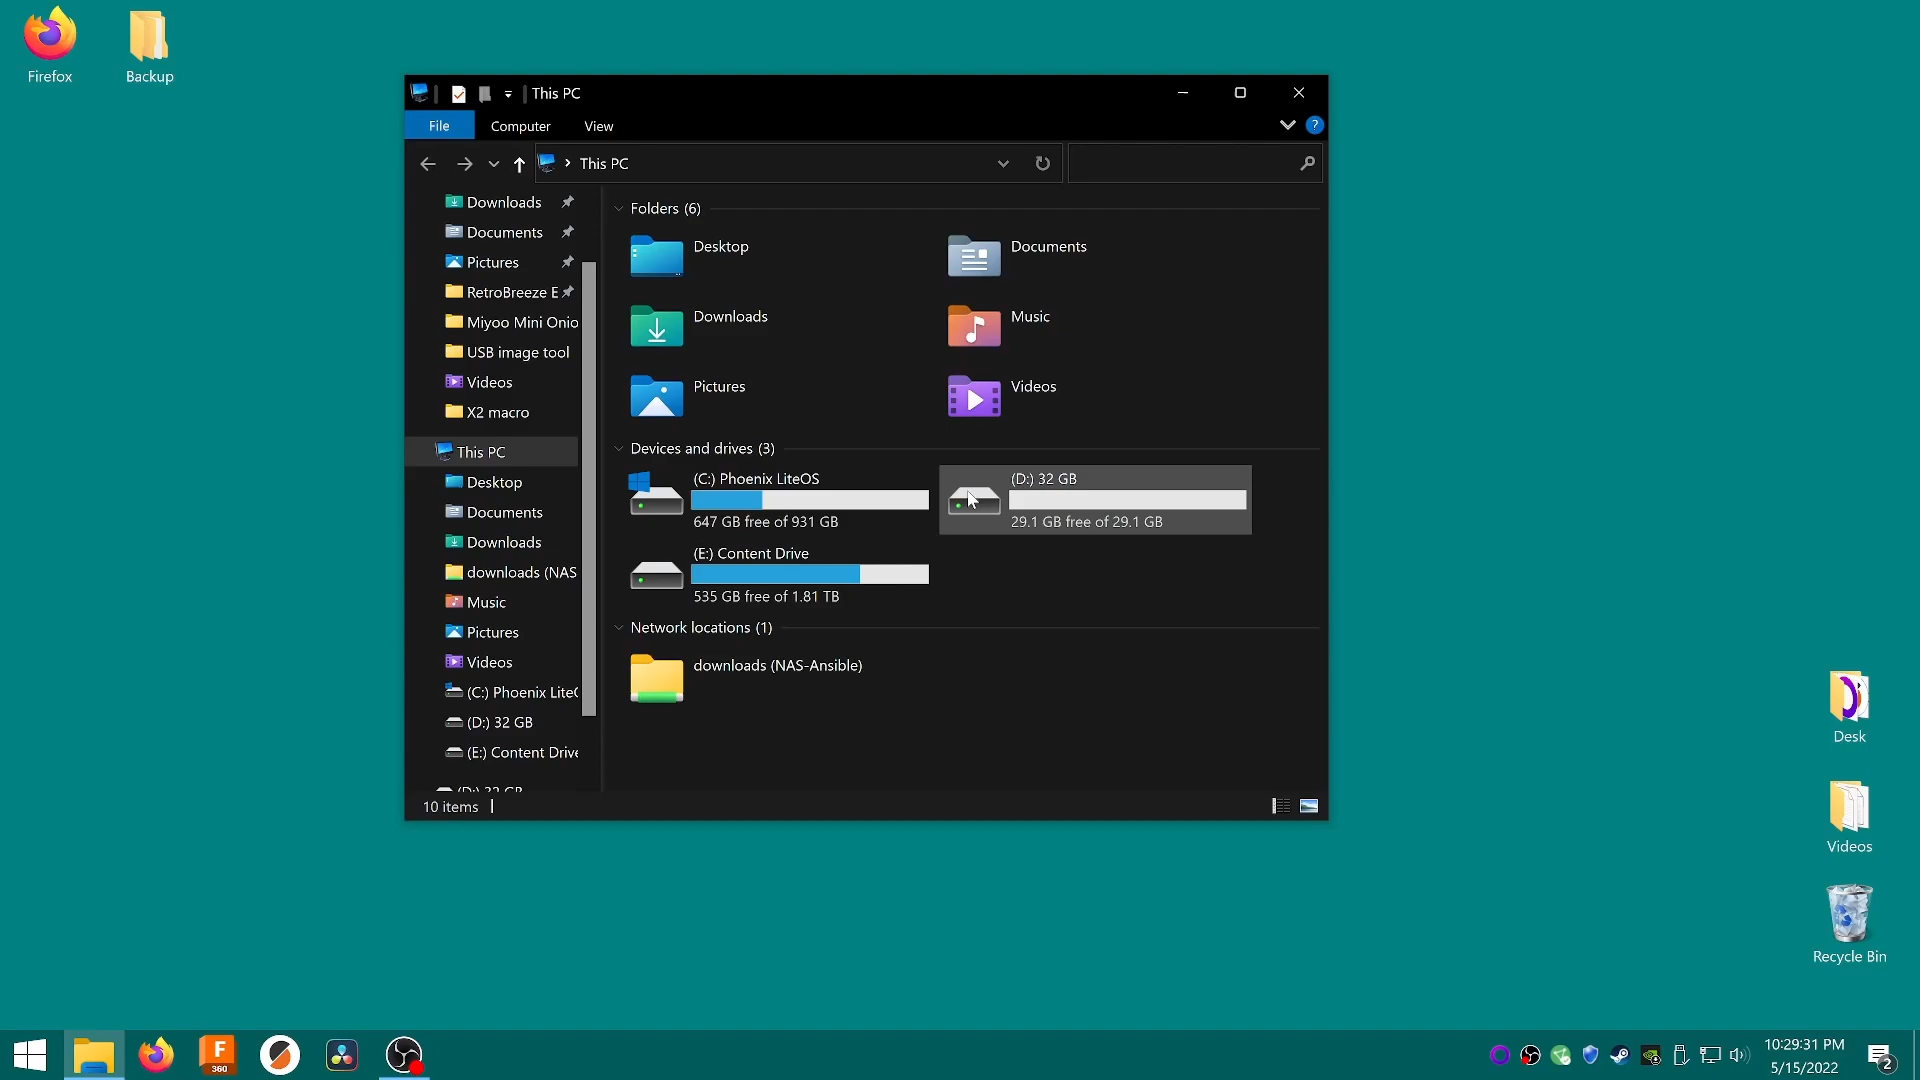 Firefox
Backup
This PC
File
Computer
View
?
This PC
Downloads
Documents
Pictures
RetroBreeze E
Miyoo Mini Onio
USB image tool
Videos
X2 macro
This PC
Desktop
Documents
Downloads
downloads (NAS
Music
Pictures
Videos
(C:) Phoenix Lite
(D:) 32 GB
(E:) Content Drive
(D:) 32 GB
Folders (6)
Desktop
Documents
Downloads
Music
Pictures
Videos
Devices and drives (3)
(C:) Phoenix LiteOS
647 GB free of 931 GB
(D:) 32 GB
29.1 GB free of 29.1 GB
(E:) Content Drive
535 GB free of 1.81 TB
Network locations (1)
downloads (NAS-Ansible)
10 items
Desk
Videos
Recycle Bin
F
360
10:29:31 PM
5/15/2022
2